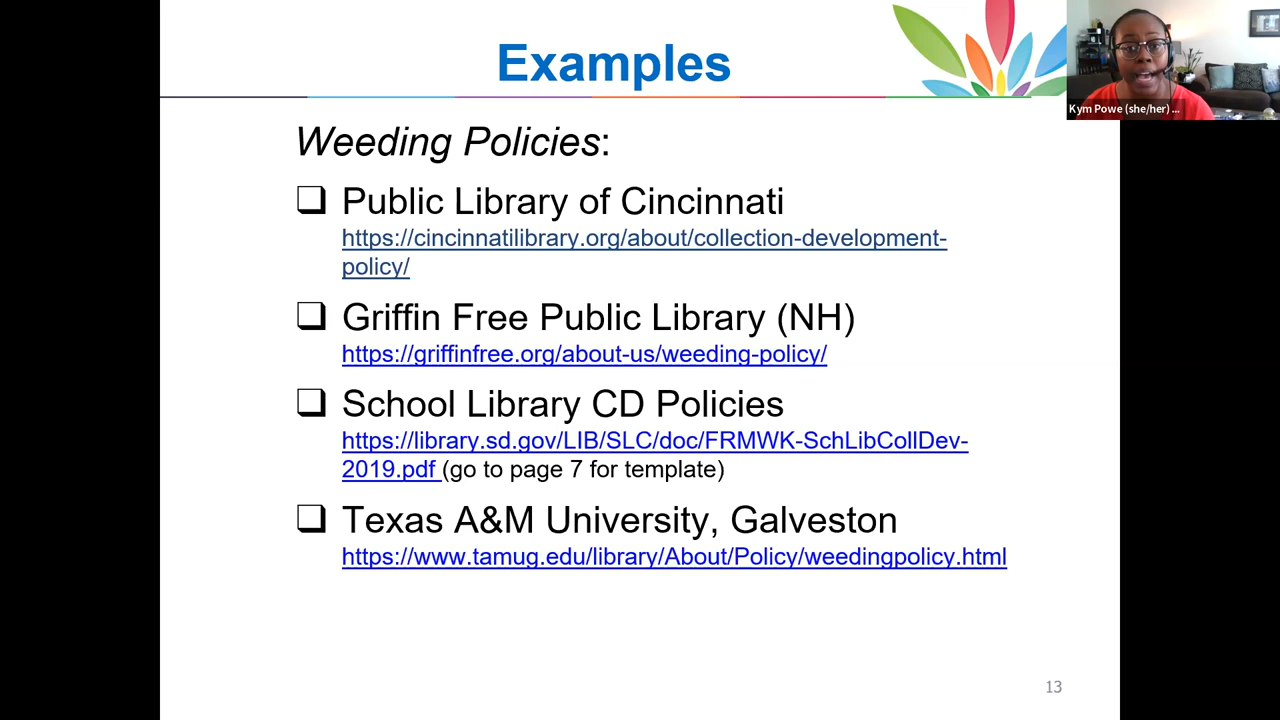 Examples
Kym Powe (she/her) ...
Weeding Policies:
❑ Public Library of Cincinnati
https://cincinnatilibrary.org/about/collection-development-
policy/
❑ Griffin Free Public Library (NH)
https://griffinfree.org/about-us/weeding-policy/
❑ School Library CD Policies
https://library.sd.gov/LIB/SLC/doc/FRMWK-SchLibCollDev-
2019.pdf (go to page 7 for template)
❑ Texas A&M University, Galveston
https://www.tamug.edu/library/About/Policy/weedingpolicy.html
13